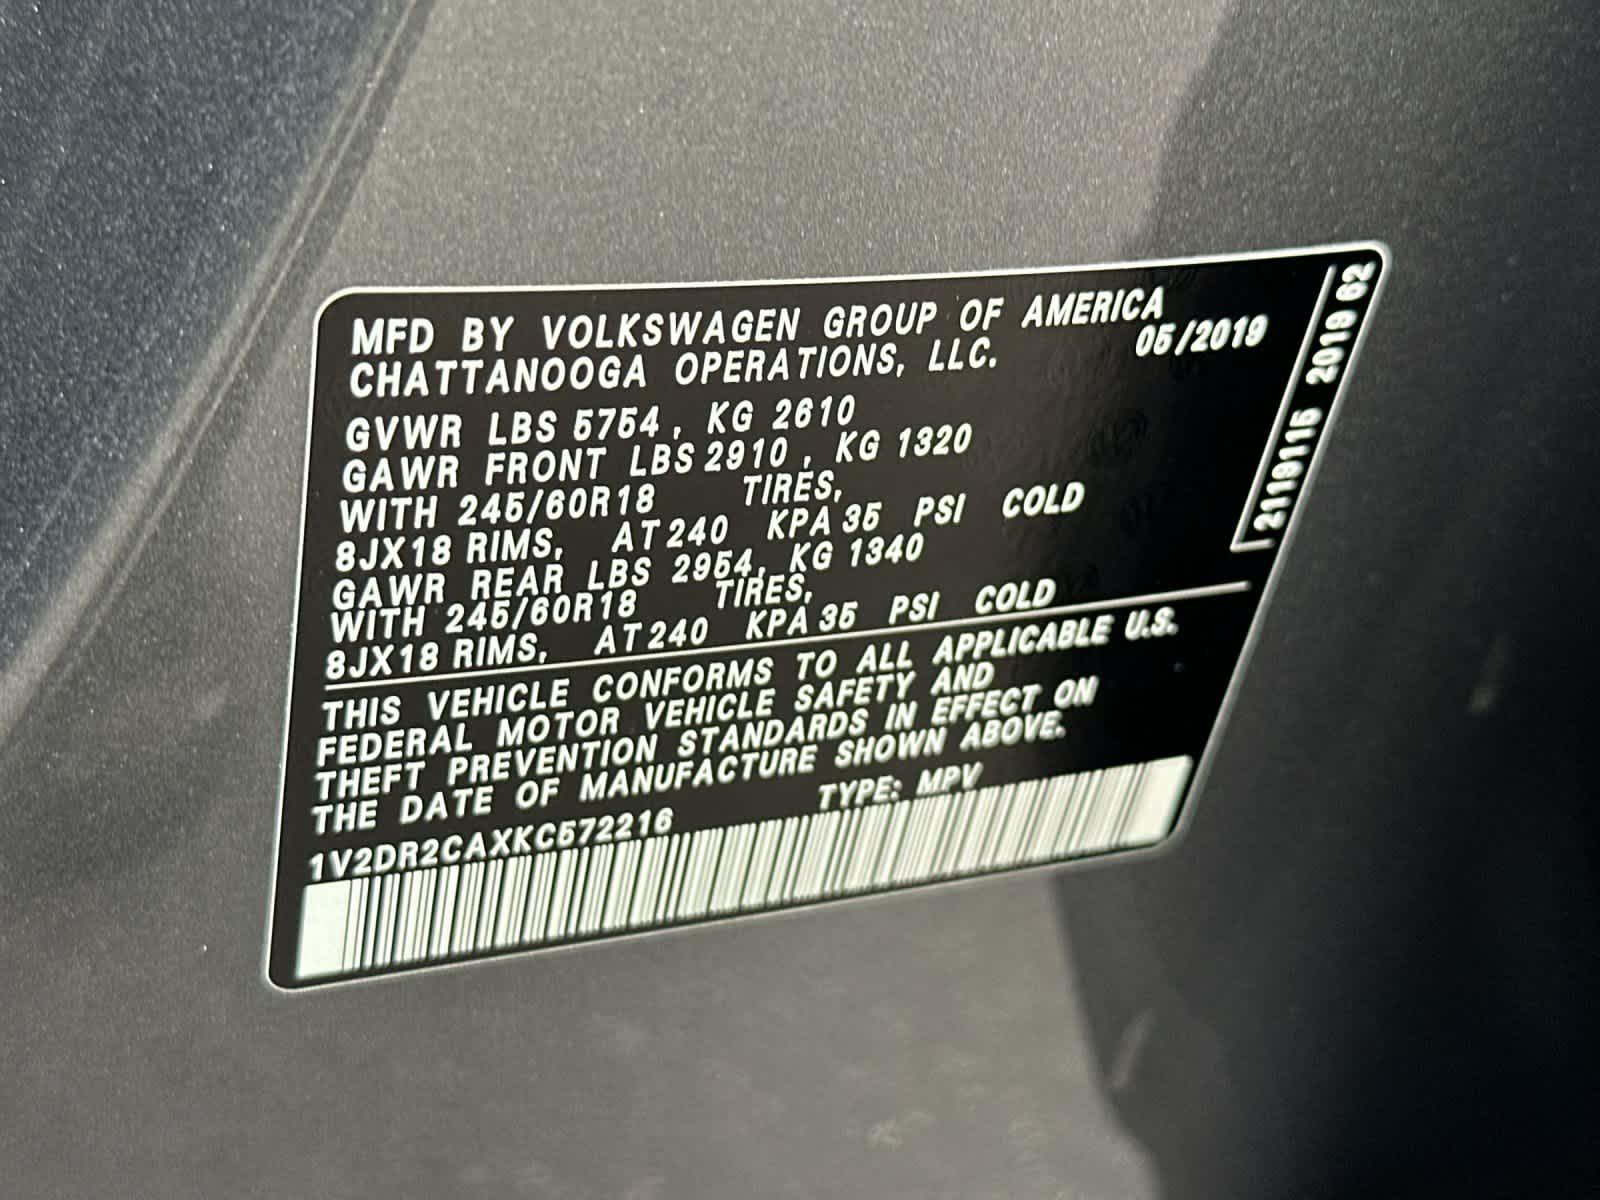 MFD BY VOLKSWAGEN GROUP OF AMERICA
CHATTANOOGA OPERATIONS, LLC. 05/2019
GVWR LBS 5754, KG 2610
GAWR FRONT LBS 2910, KG 1320
WITH 245/60R18 TIRES,
8JX18 RIMS, AT 240 KPA 35 PSI COLD
GAWR REAR LBS 2954, KG 1340
WITH 245/60R18 TIRES,
8JX18 RIMS, AT 240 KPA 35 PSI COLD
THIS VEHICLE CONFORMS TO ALL APPLICABLE U.S.
FEDERAL MOTOR VEHICLE SAFETY AND
THEFT PREVENTION STANDARDS IN EFFECT ON
THE DATE OF MANUFACTURE SHOWN ABOVE.
1V2DR2CAXKC572216 TYPE: MPV
2119115 2019 62